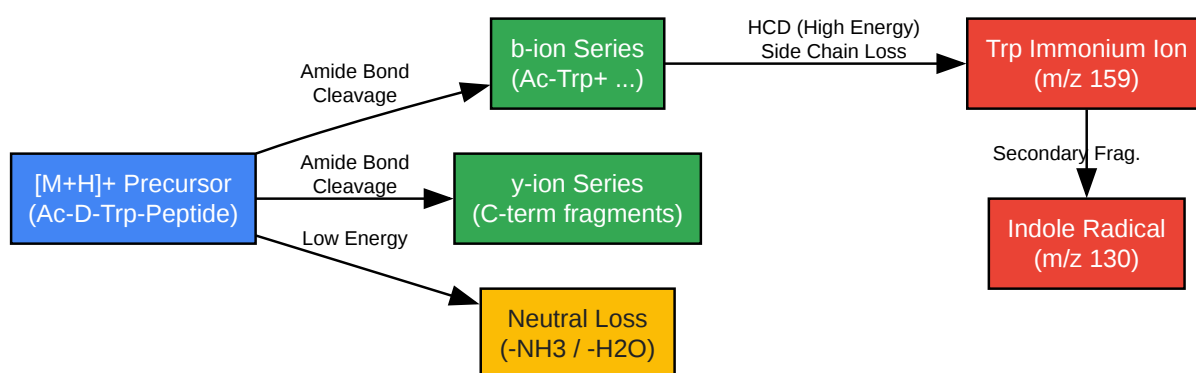 b-ion Series
(Ac-Trp+ ...)
HCD (High Energy)
Side Chain Loss
Trp Immonium Ion
(m/z 159)
Amide Bond
Cleavage
[M+H]+ Precursor
(Ac-D-Trp-Peptide)
Amide Bond
Cleavage
y-ion Series
(C-term fragments)
Secondary Frag.
Low Energy
Indole Radical
(m/z 130)
Neutral Loss
(-NH3 / -H2O)